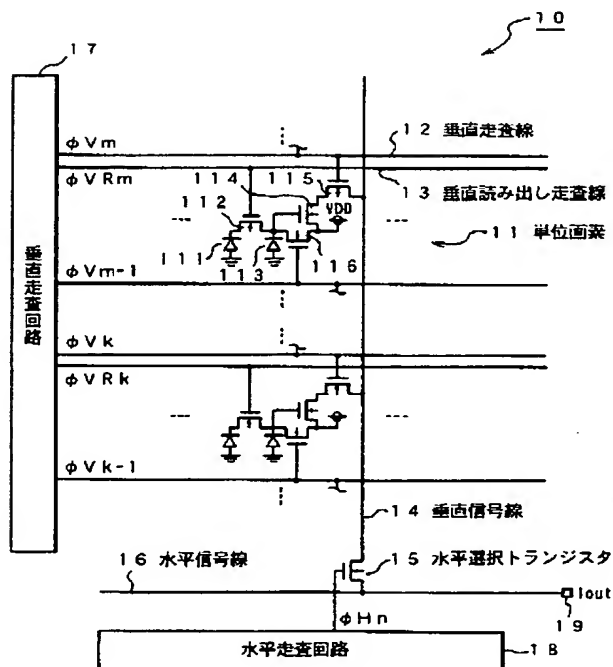 10
17
φVm
12 垂直走査線
φVRm
114
115
13 垂直読み出し走査線
112
VDD
11 単位画素
111
113
116
φVm-1
垂直走査回路
φVk
φVRk
φVk-1
14 垂直信号線
16 水平信号線
15 水平選択トランジスタ
Iout
φHn
19
水平走査回路
18